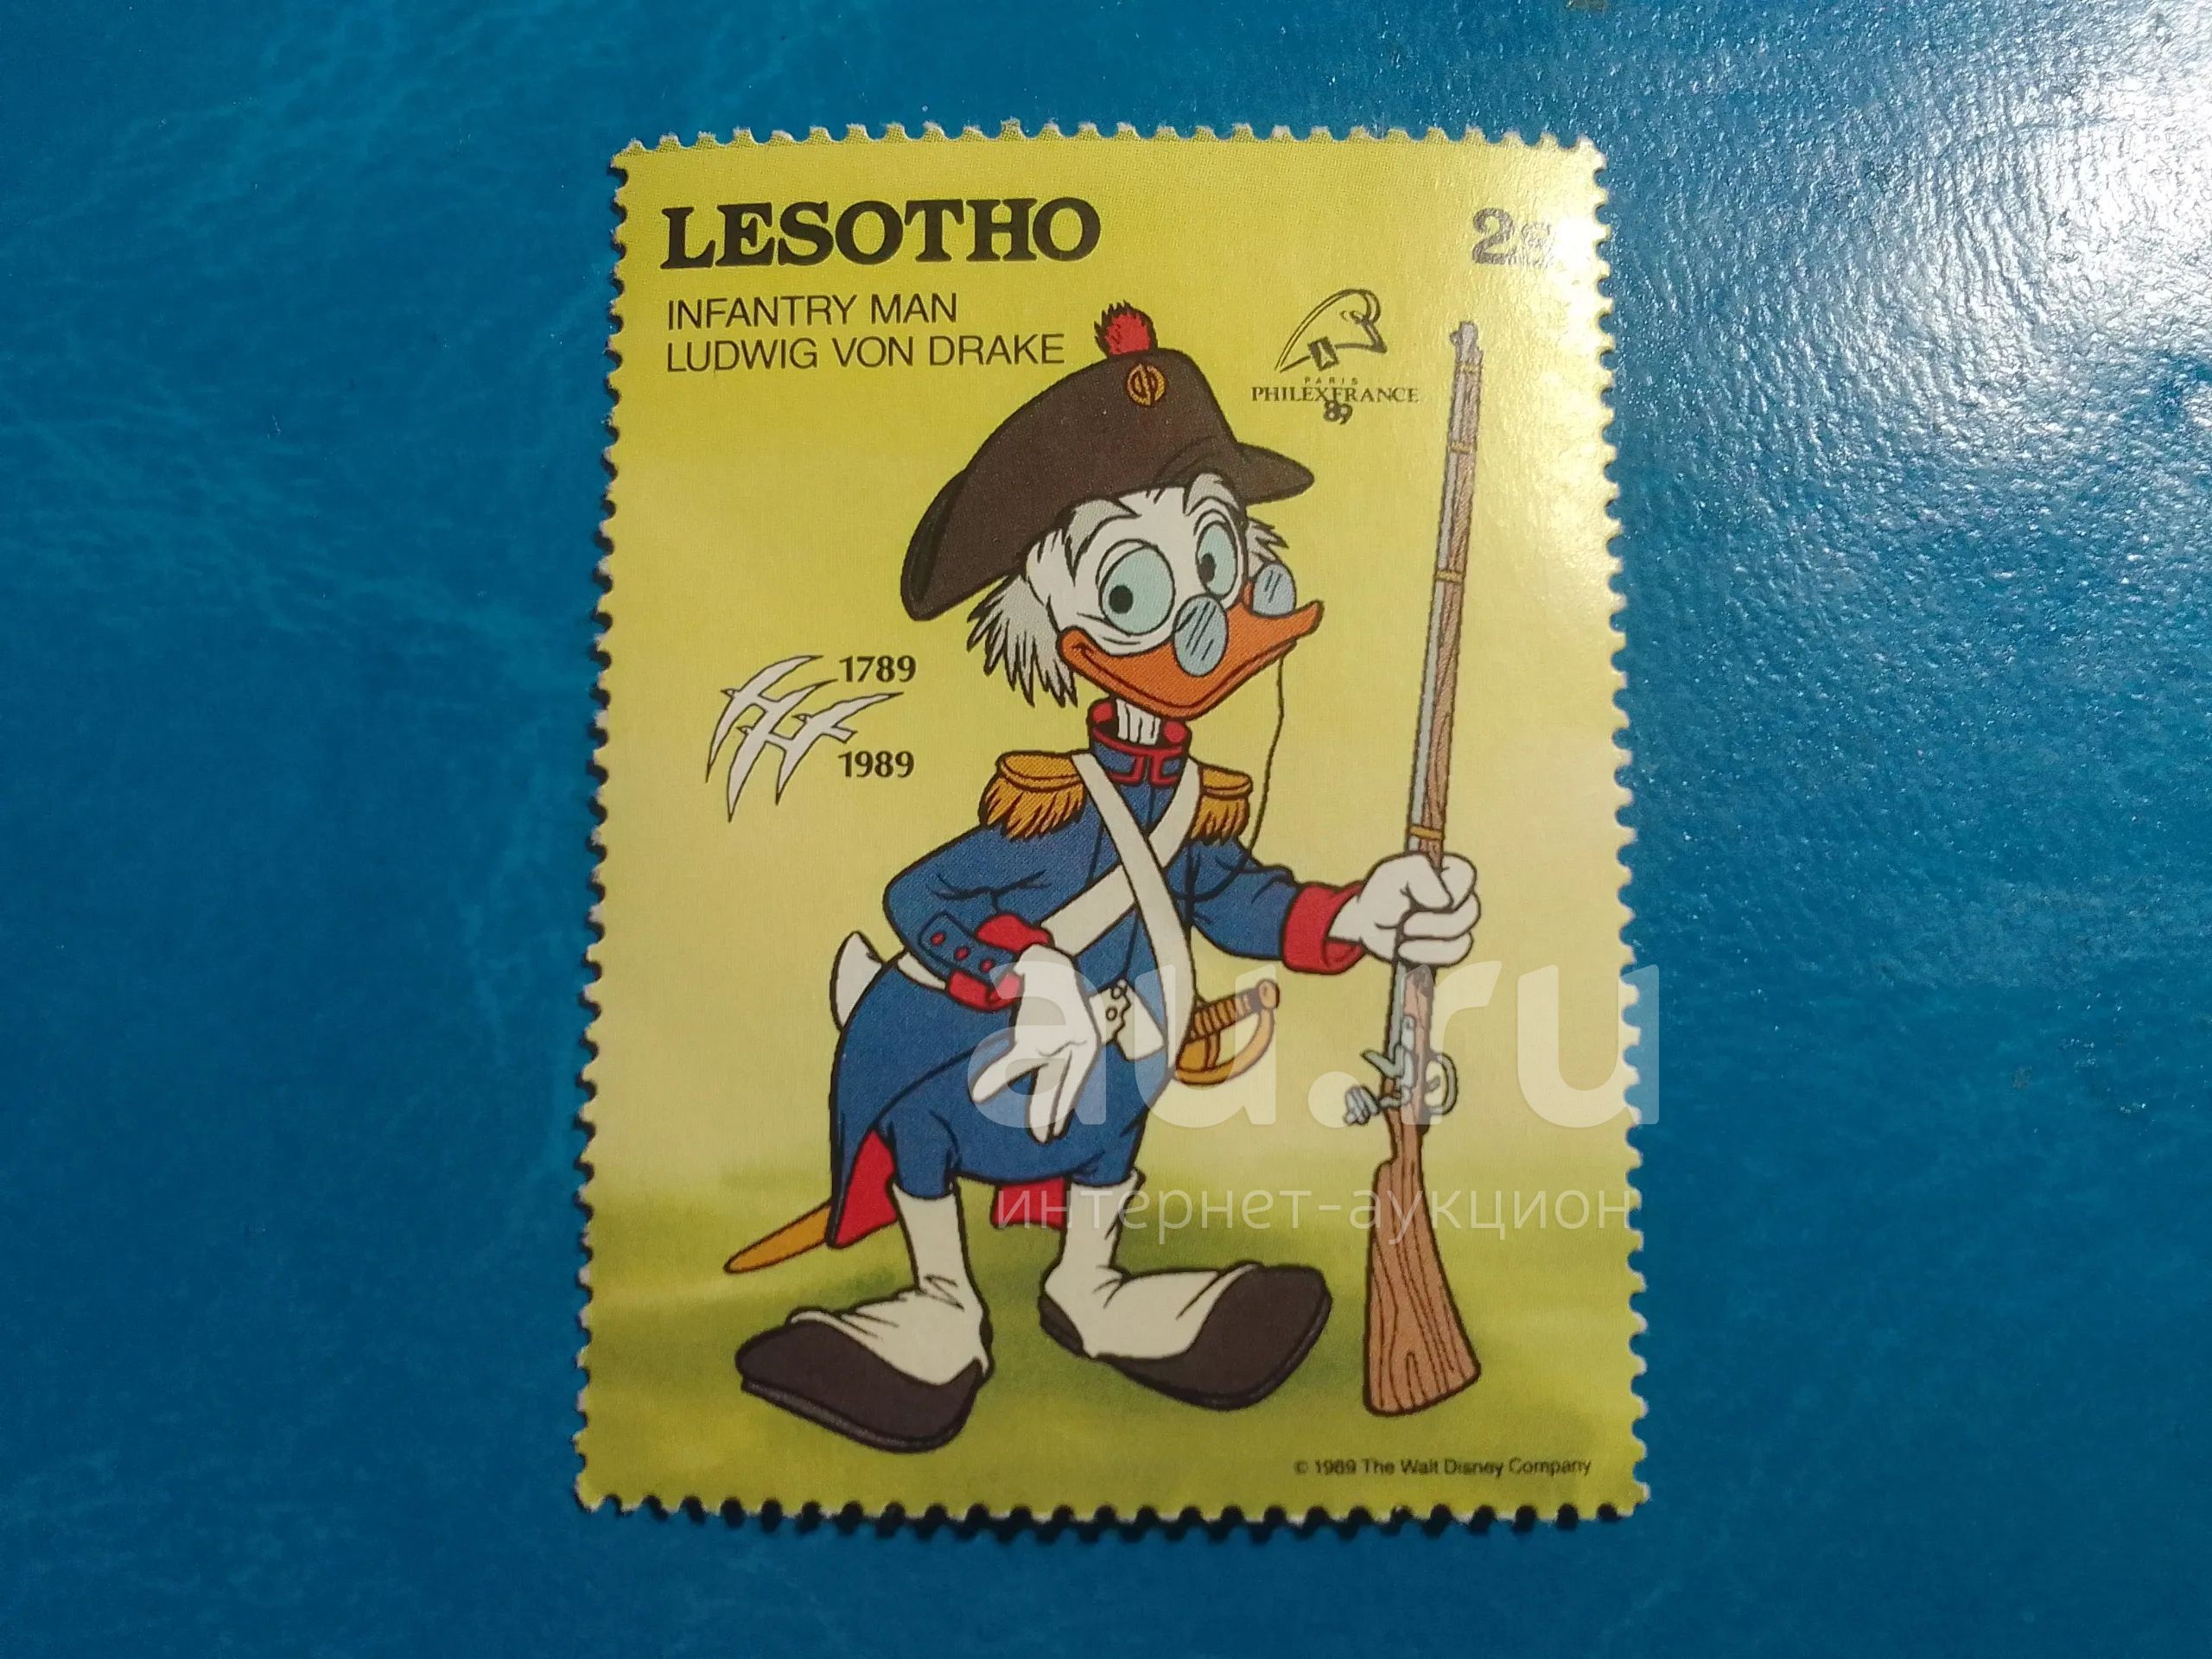 LESOTHO
2s
INFANTRY MAN
LUDWIG VON DRAKE
PARIS
PHILEXFRANCE
89
1789
1989
au.ru
интернет-аукцион
© 1989 The Walt Disney Company